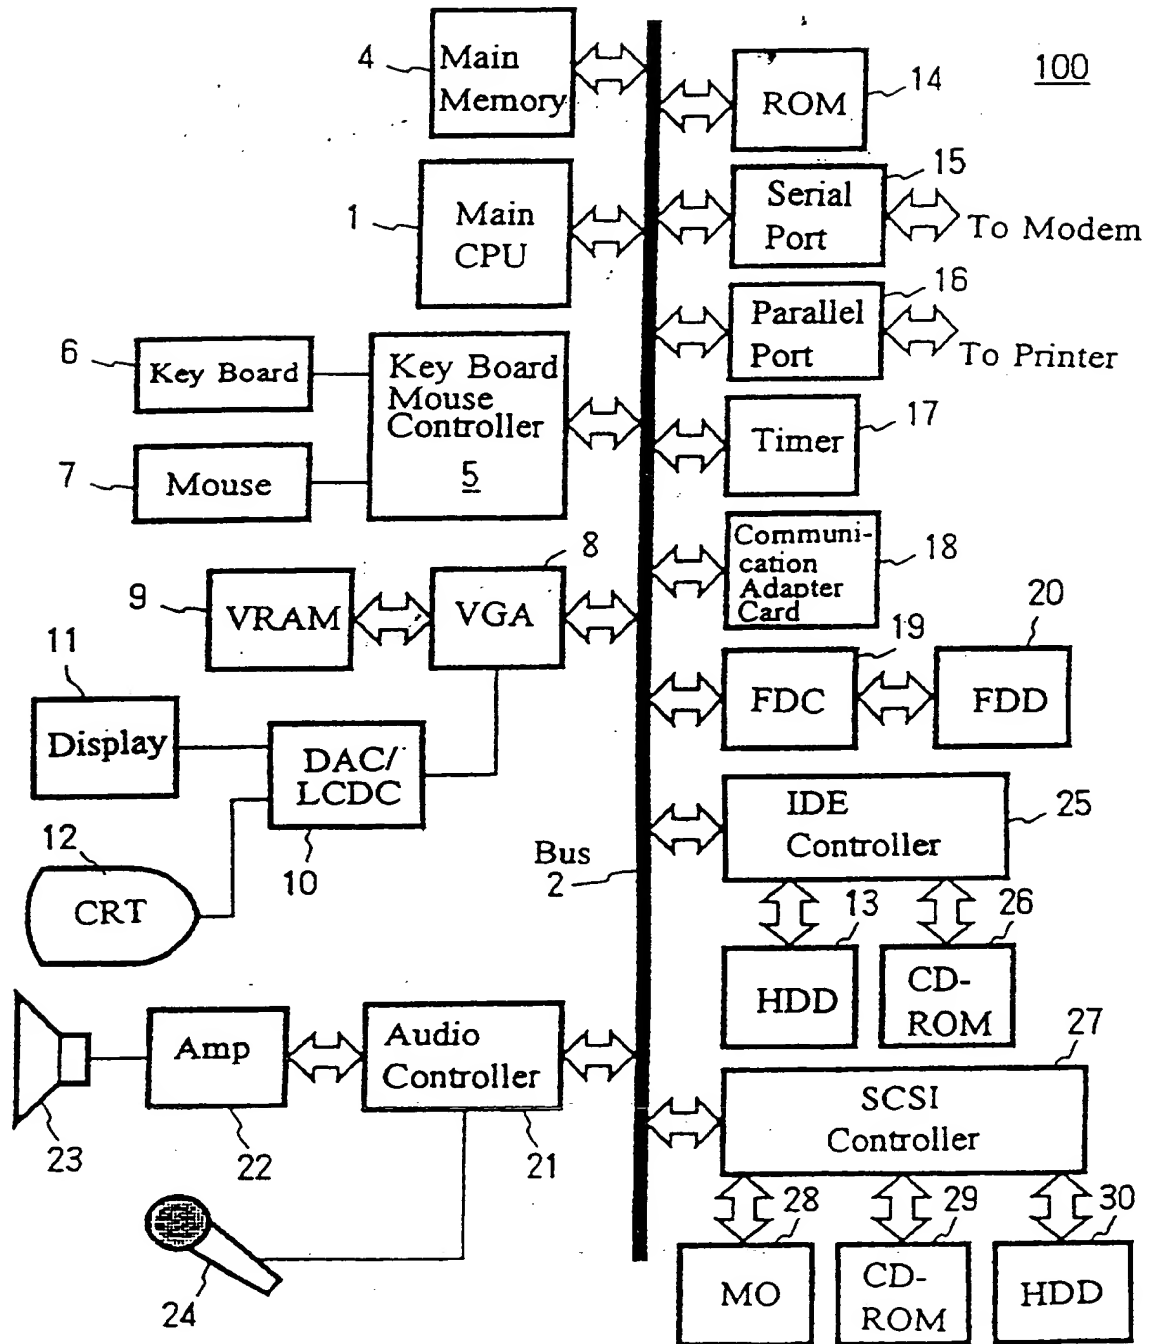 100
4
Main
Memory
ROM
14
1
Main
CPU
15
Serial
Port
To Modem
16
Parallel
Port
To Printer
6
Key Board
7
Mouse
Key Board
Mouse
Controller
5
Timer
17
Communi-
cation
Adapter
Card
18
8
9
VRAM
VGA
19
FDC
20
FDD
11
Display
DAC/
LCDC
10
12
CRT
Bus
2
IDE
Controller
25
13
HDD
26
CD-
ROM
Amp
22
23
Audio
Controller
21
24
27
SCSI
Controller
28
MO
29
CD-
ROM
30
HDD